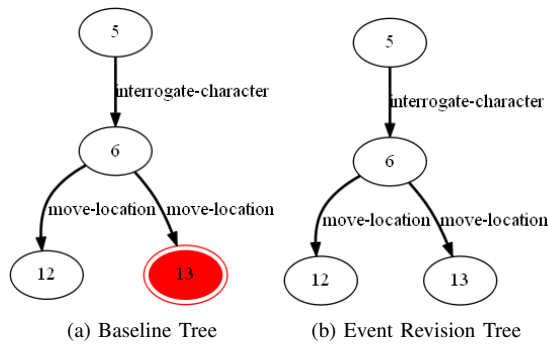 5
5
interrogate-character
interrogate-character
6
6
move-location
move-location
move-location
move-location
12
13
12
13
(a) Baseline Tree
(b) Event Revision Tree